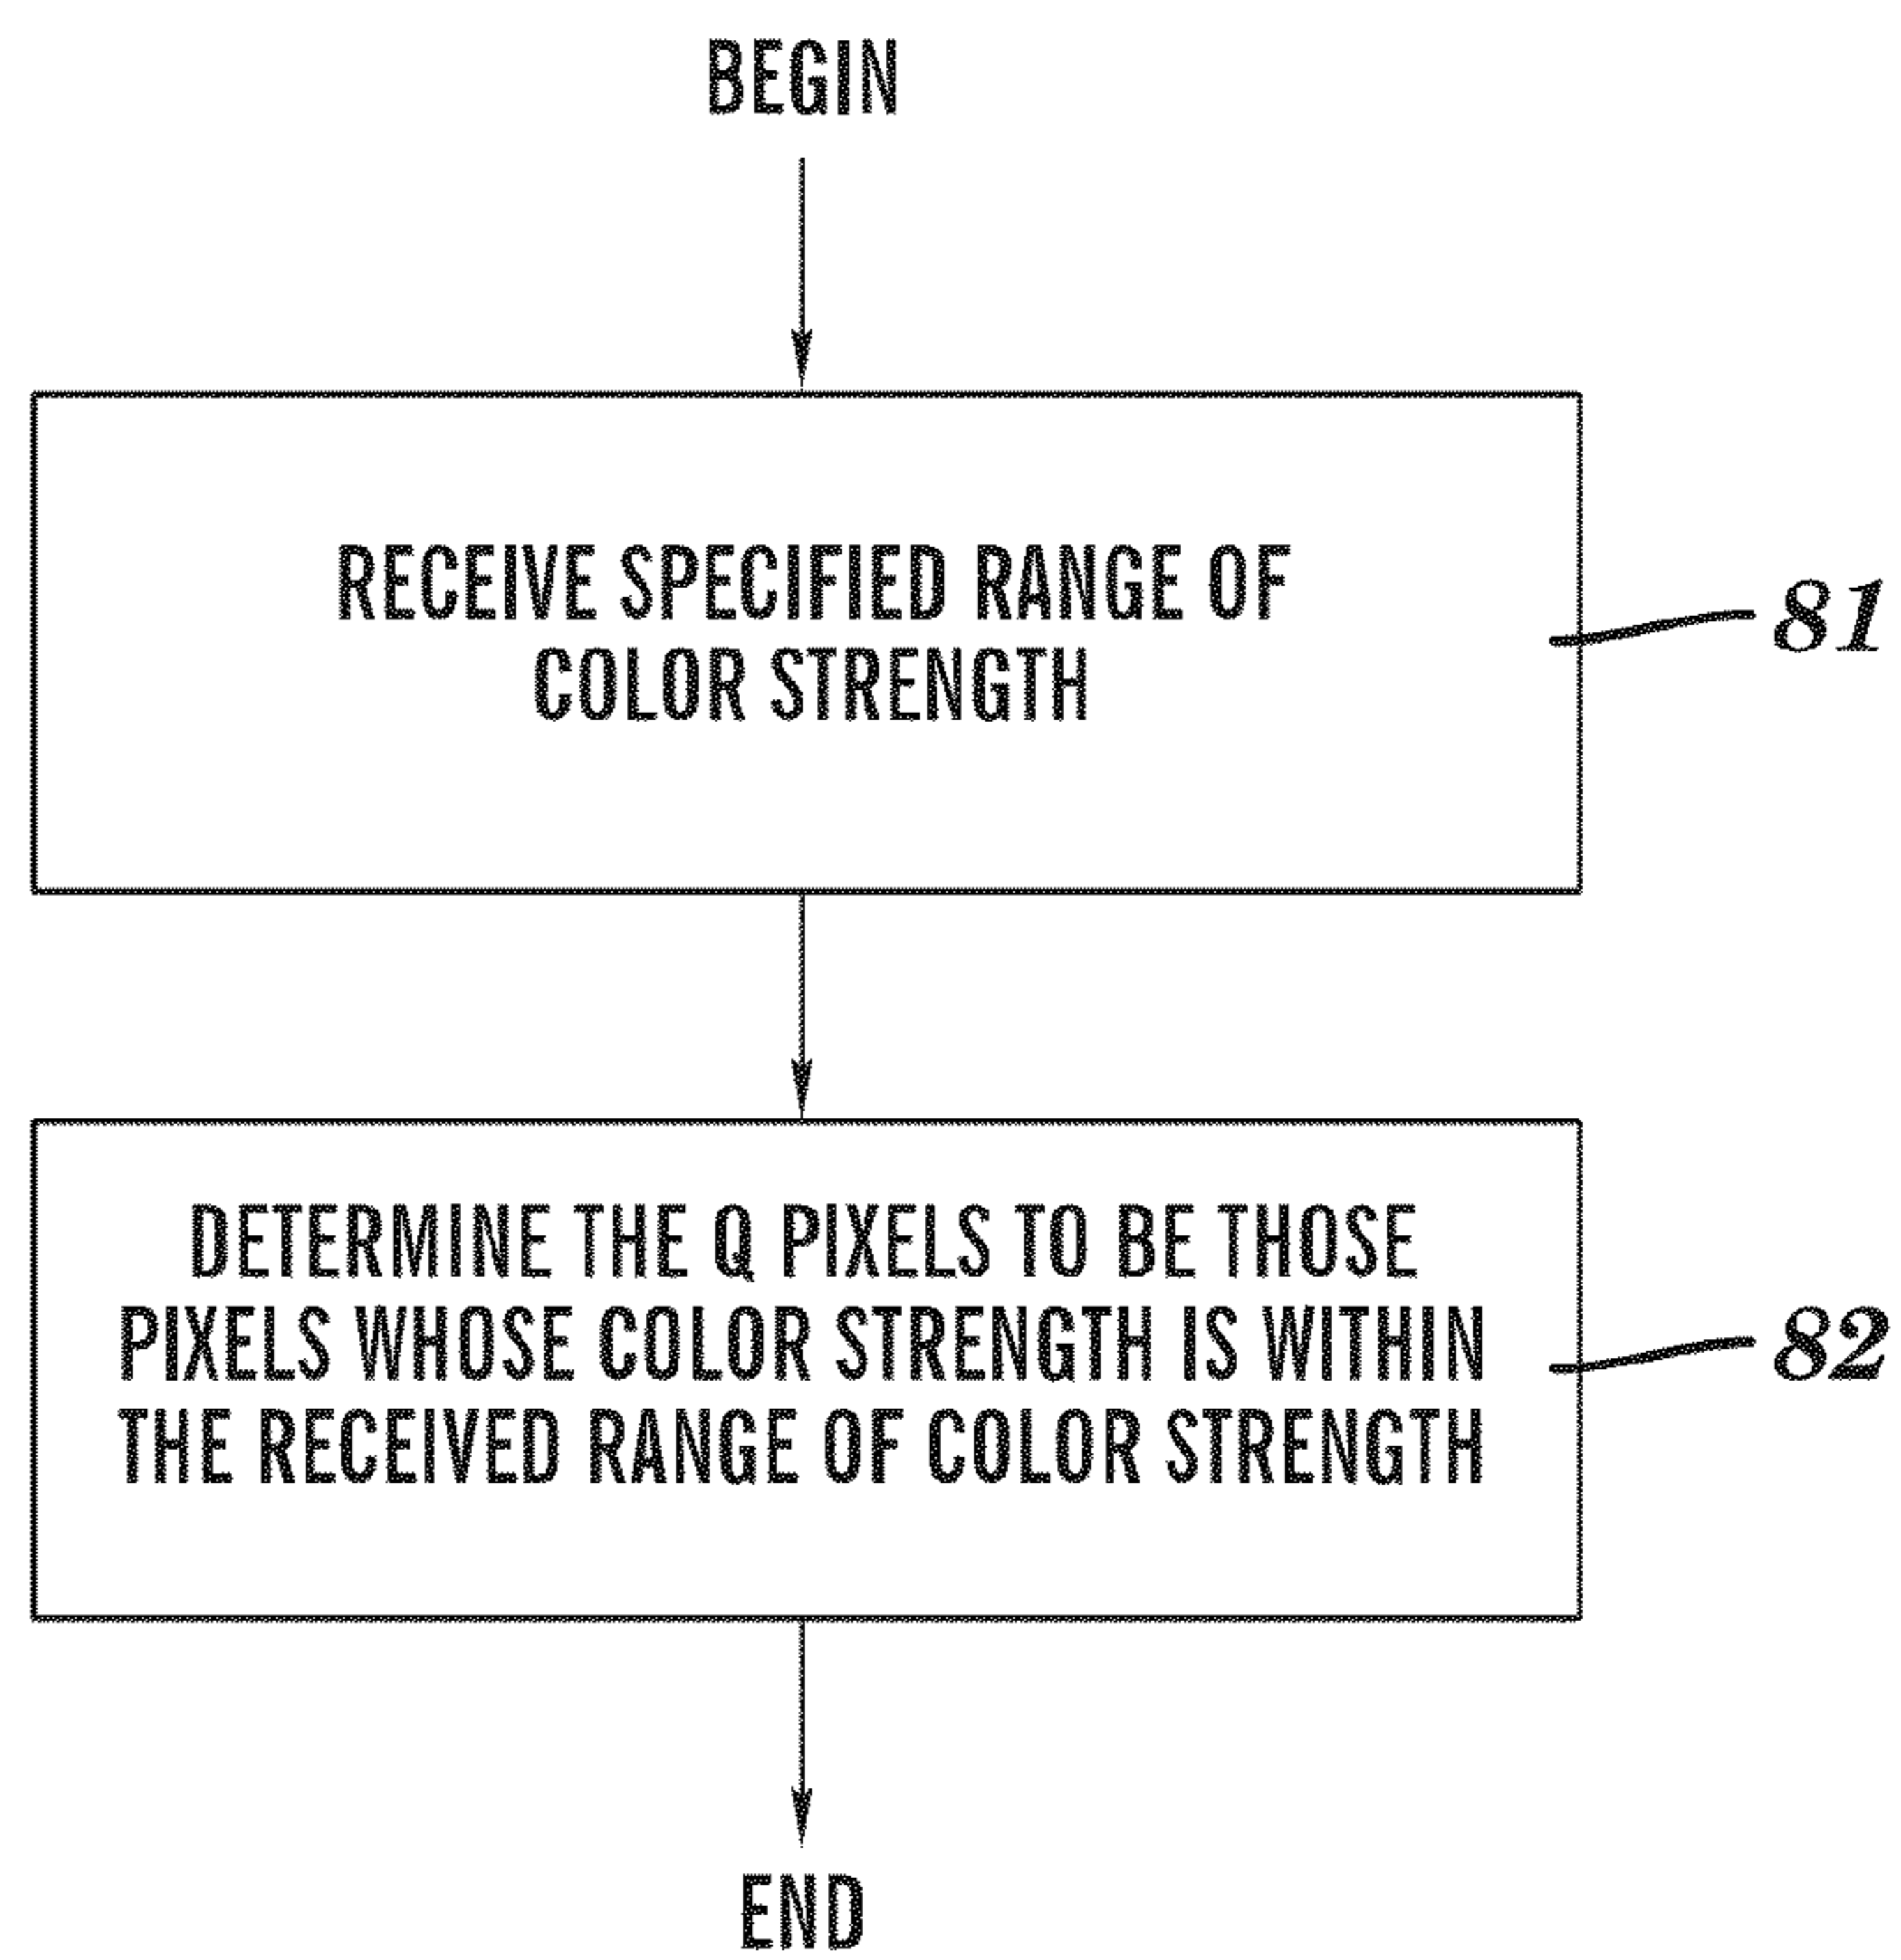 BEGIN
RECEIVE SPECIFIED RANGE OF
COLOR STRENGTH
81
DETERMINE THE Q PIXELS TO BE THOSE
PIXELS WHOSE COLOR STRENGTH IS WITHIN
THE RECEIVED RANGE OF COLOR STRENGTH
82
END